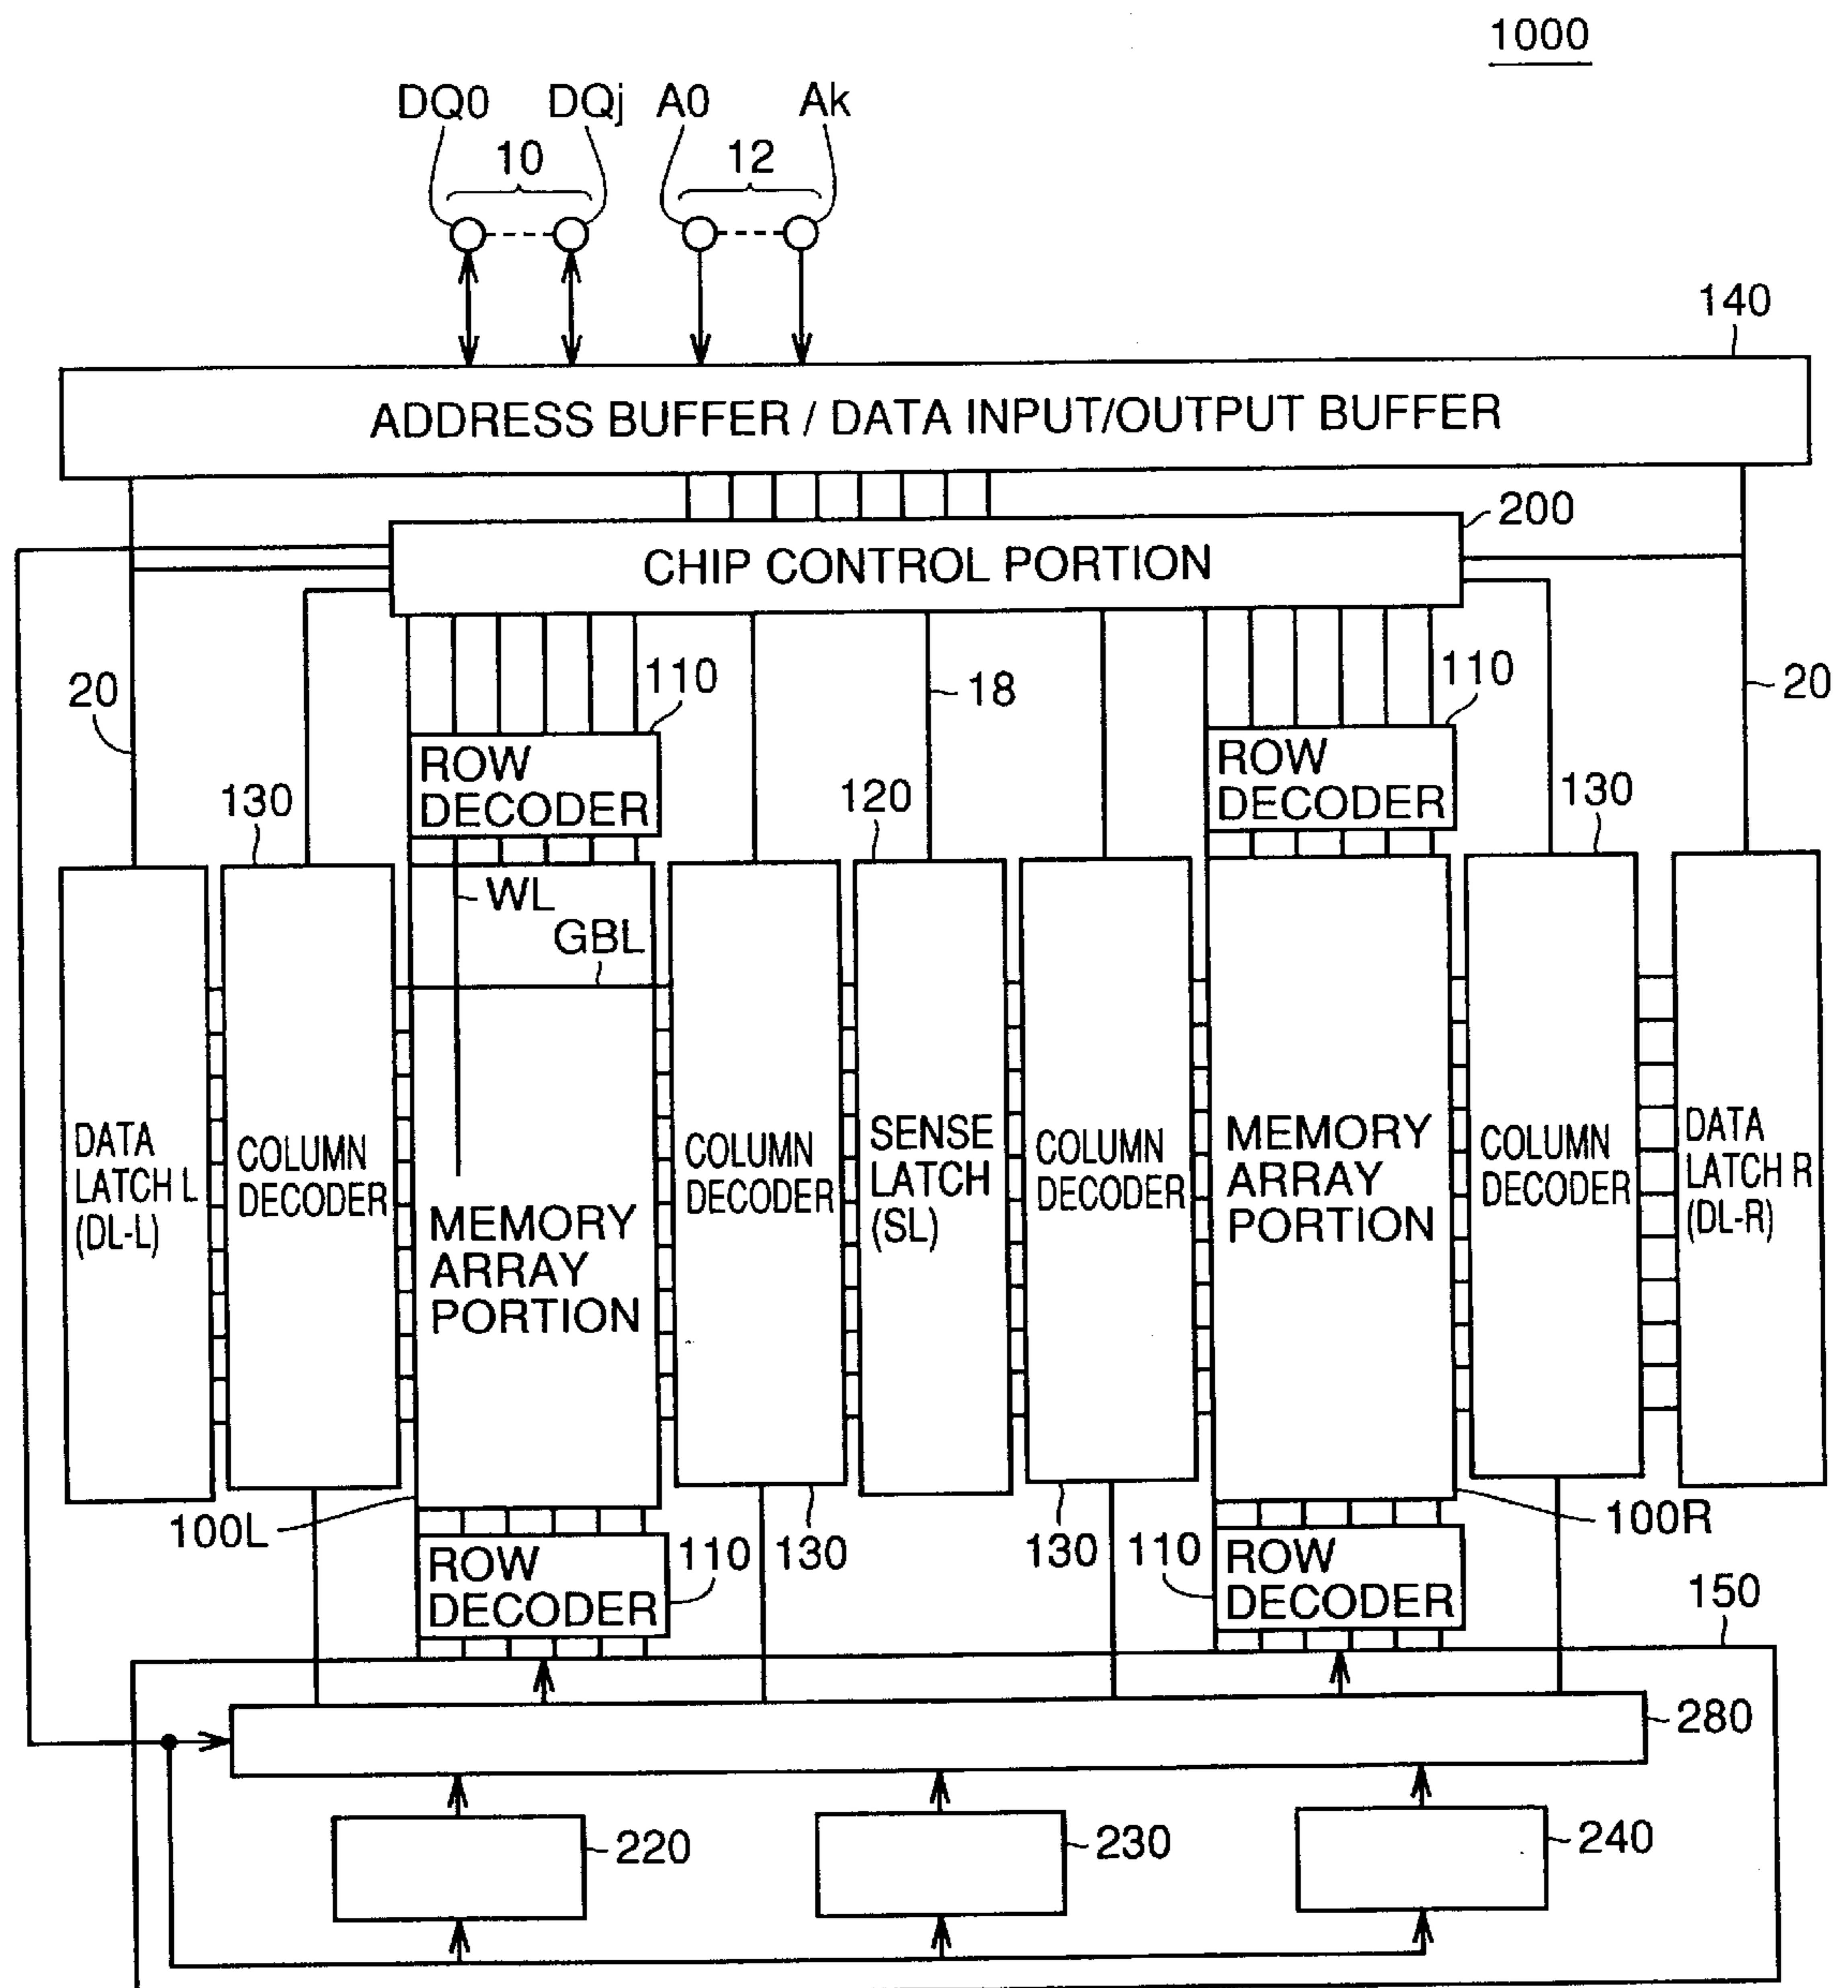 1000
DQ0 DQj A0 Ak
10 12
140
ADDRESS BUFFER / DATA INPUT/OUTPUT BUFFER
200
CHIP CONTROL PORTION
20 110 18 110 20
ROW
DECODER
ROW
DECODER
130 120 130
WL
GBL
DATA
LATCH L
(DL-L)
COLUMN
DECODER
MEMORY
ARRAY
PORTION
COLUMN
DECODER
SENSE
LATCH
(SL)
COLUMN
DECODER
MEMORY
ARRAY
PORTION
COLUMN
DECODER
DATA
LATCH R
(DL-R)
100L 100R
ROW
DECODER
110 130 130 110
ROW
DECODER
150
280
220 230 240